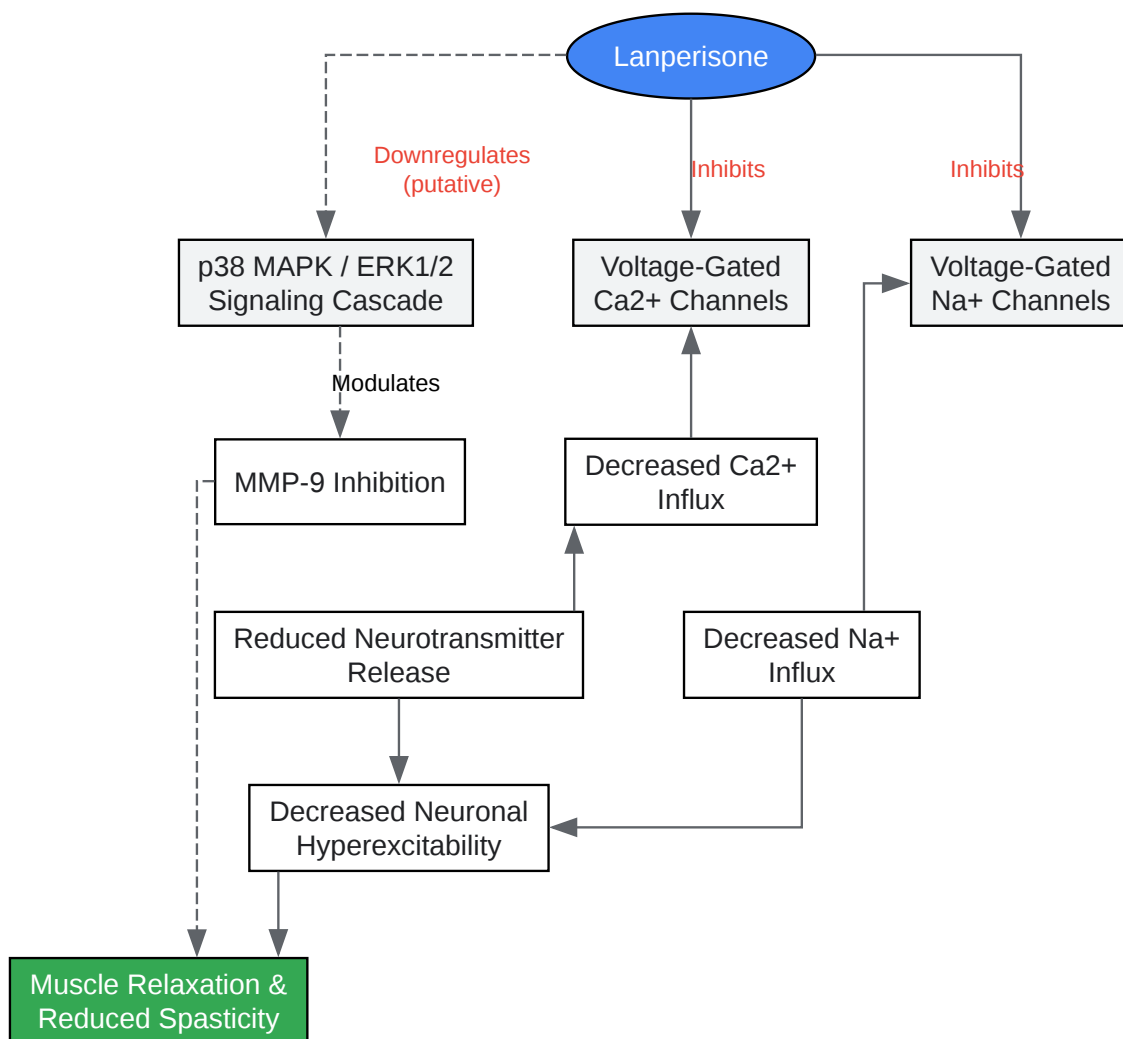 Lanperisone
Downregulates
(putative)
Inhibits
Inhibits
p38 MAPK / ERK1/2
Signaling Cascade
Voltage-Gated
Ca2+ Channels
Voltage-Gated
Na+ Channels
Modulates
MMP-9 Inhibition
Decreased Ca2+
Influx
Reduced Neurotransmitter
Release
Decreased Na+
Influx
Decreased Neuronal
Hyperexcitability
Muscle Relaxation &
Reduced Spasticity